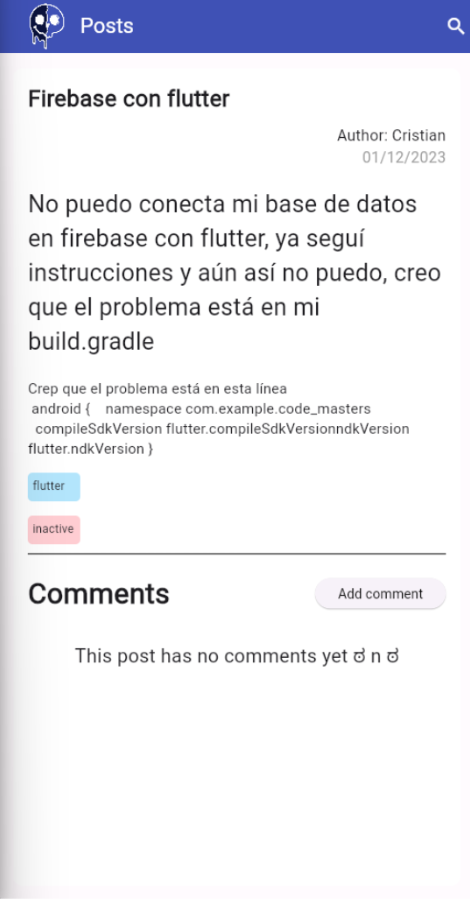 Posts
Firebase con flutter
Author: Cristian
01/12/2023
No puedo conecta mi base de datos
en firebase con flutter, ya seguí
instrucciones y aún así no puedo, creo
que el problema está en mi
build.gradle
Crep que el problema está en esta línea
android {    namespace com.example.code_masters
compileSdkVersion flutter.compileSdkVersionndkVersion
flutter.ndkVersion }
flutter
inactive
Comments
Add comment
This post has no comments yet ಠ n ಠ